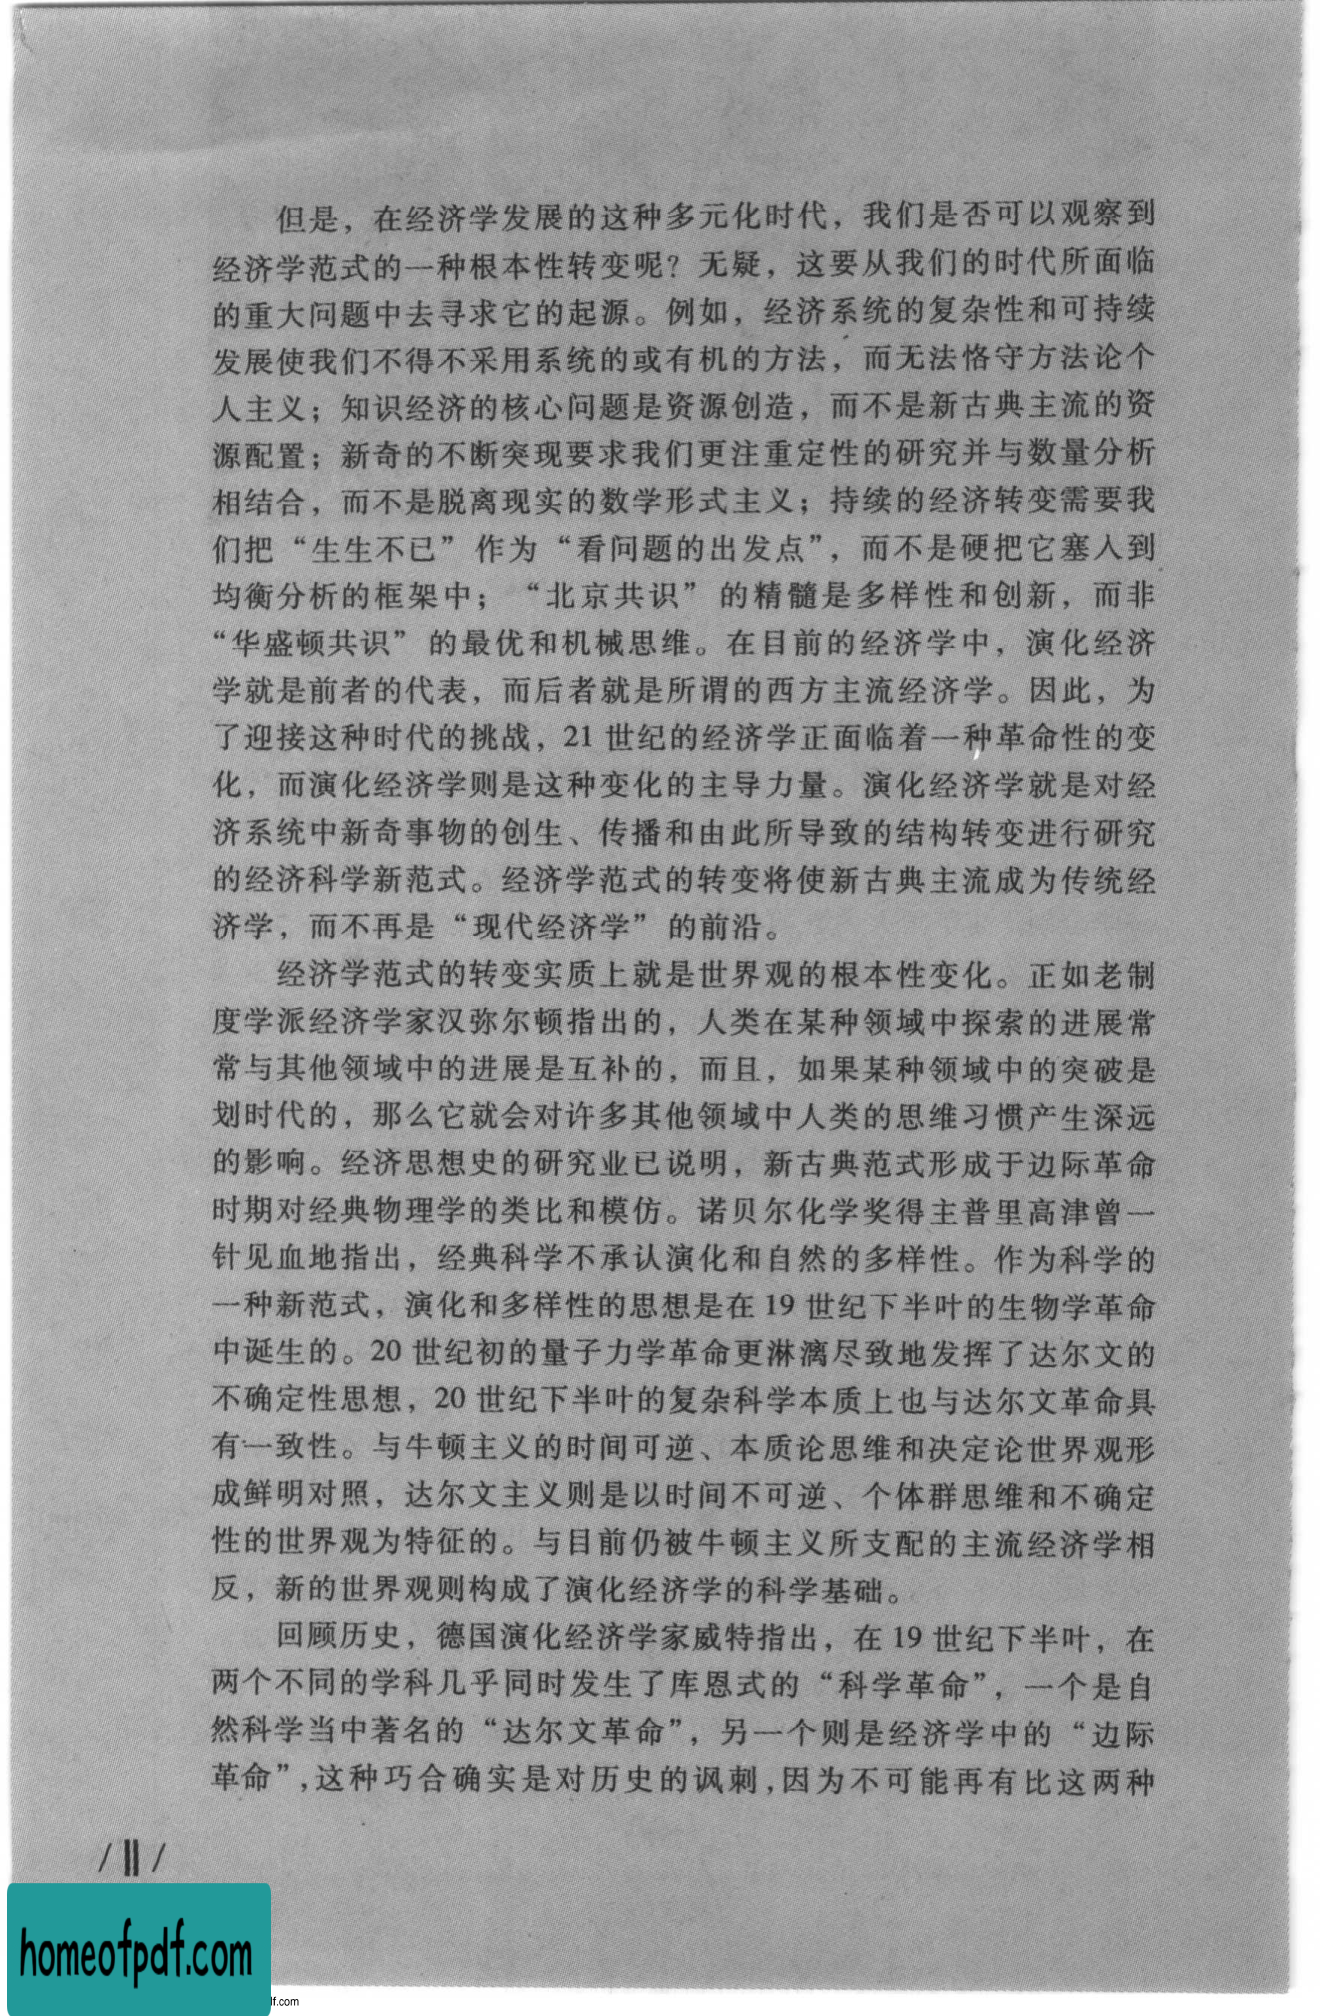 但是，在经济学发展的这种多元化时代，我们是否可以观察到
经济学范式的一种根本性转变呢？无疑，这要从我们的时代所面临
的重大问题中去寻求它的起源。例如，经济系统的复杂性和可持续
发展使我们不得不采用系统的或有机的方法，而无法恪守方法论个
人主义；知识经济的核心问题是资源创造，而不是新古典主流的资
源配置；新奇的不断突现要求我们更注重定性的研究并与数量分析
相结合，而不是脱离现实的数学形式主义；持续的经济转变需要我
们把“生生不已”作为“看问题的出发点”，而不是硬把它塞入到
均衡分析的框架中；“北京共识”的精髓是多样性和创新，而非
“华盛顿共识”的最优和机械思维。在目前的经济学中，演化经济
学就是前者的代表，而后者就是所谓的西方主流经济学。因此，为
了迎接这种时代的挑战，21 世纪的经济学正面临着一种革命性的变
化，而演化经济学则是这种变化的主导力量。演化经济学就是对经
济系统中新奇事物的创生、传播和由此所导致的结构转变进行研究
的经济科学新范式。经济学范式的转变将使新古典主流成为传统经
济学，而不再是“现代经济学”的前沿。
经济学范式的转变实质上就是世界观的根本性变化。正如老制
度学派经济学家汉弥尔顿指出的，人类在某种领域中探索的进展常
常与其他领域中的进展是互补的，而且，如果某种领域中的突破是
划时代的，那么它就会对许多其他领域中人类的思维习惯产生深远
的影响。经济思想史的研究业已说明，新古典范式形成于边际革命
时期对经典物理学的类比和模仿。诺贝尔化学奖得主普里高津曾一
针见血地指出，经典科学不承认演化和自然的多样性。作为科学的
一种新范式，演化和多样性的思想是在 19 世纪下半叶的生物学革命
中诞生的。20 世纪初的量子力学革命更淋漓尽致地发挥了达尔文的
不确定性思想，20 世纪下半叶的复杂科学本质上也与达尔文革命具
有一致性。与牛顿主义的时间可逆、本质论思维和决定论世界观形
成鲜明对照，达尔文主义则是以时间不可逆、个体群思维和不确定
性的世界观为特征的。与目前仍被牛顿主义所支配的主流经济学相
反，新的世界观则构成了演化经济学的科学基础。
回顾历史，德国演化经济学家威特指出，在 19 世纪下半叶，在
两个不同的学科几乎同时发生了库恩式的“科学革命”，一个是自
然科学当中著名的“达尔文革命”，另一个则是经济学中的“边际
革命”，这种巧合确实是对历史的讽刺，因为不可能再有比这两种
/ Ⅱ /
homeofpdf.com
lf.com